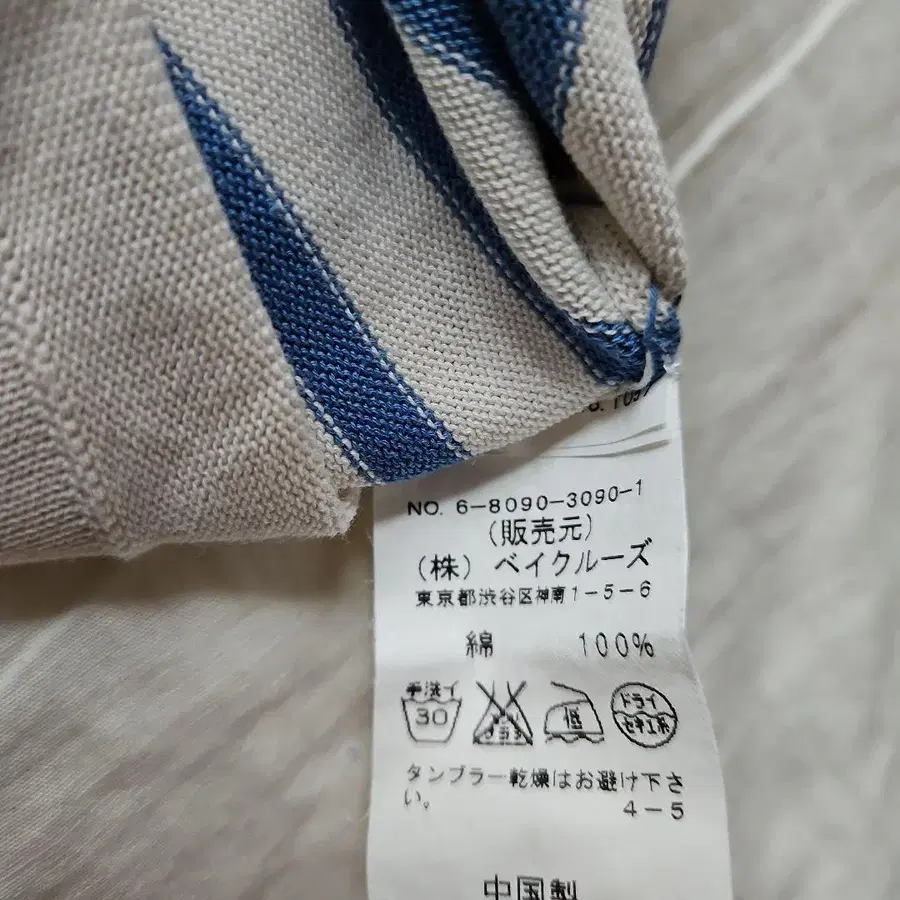 NO. 6-8090-3090-1
(販売元)
(株) ベイクルーズ
東京都渋谷区神南1-5-6
綿 100%
手洗イ
30
低
ドライ
セキユ系
タンブラー乾燥はお避け下さ
い。
4-5
中国製